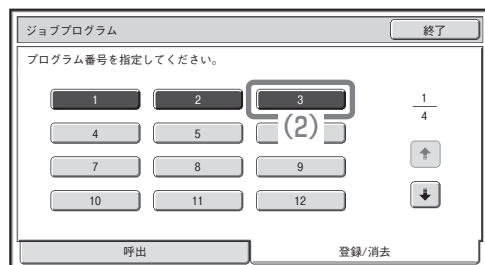 ジョブプログラム 終了
プログラム番号を指定してください。
1 2 3 1
4
4 5 (2)
7 8 9
10 11 12
呼出 登録/消去